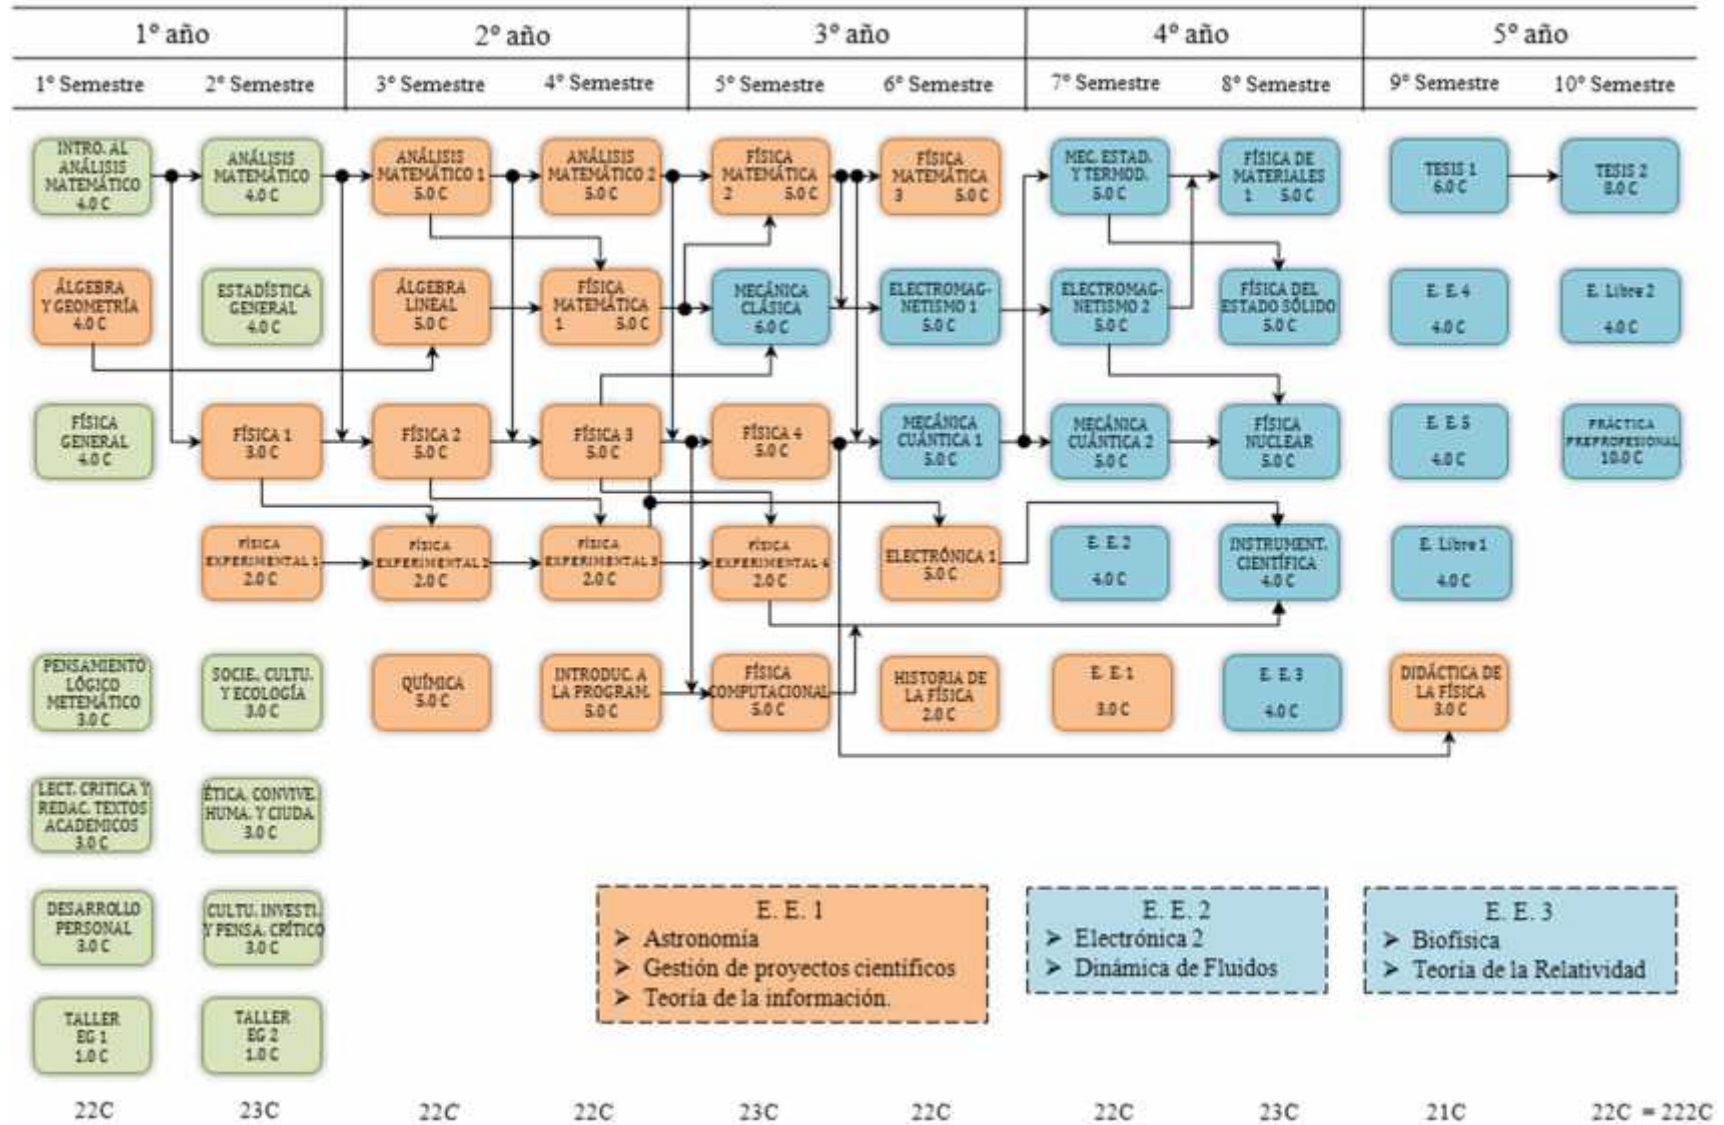 1º año
2º año
3º año
4º año
5º año
1º Semestre
2º Semestre
3º Semestre
4º Semestre
5º Semestre
6º Semestre
7º Semestre
8º Semestre
9º Semestre
10º Semestre
INTRO. AL
ANÁLISIS
MATEMÁTICO
4.0 C
ANÁLISIS
MATEMÁTICO
4.0 C
ANÁLISIS
MATEMÁTICO 1
5.0 C
ANÁLISIS
MATEMÁTICO 2
5.0 C
FÍSICA
MATEMÁTICA
2 5.0 C
FÍSICA
MATEMÁTICA
3 5.0 C
MEC. ESTAD.
Y TERMOD.
5.0 C
FÍSICA DE
MATERIALES
1 5.0 C
TESIS 1
6.0 C
TESIS 2
8.0 C
ÁLGEBRA
Y GEOMETRÍA
4.0 C
ESTADÍSTICA
GENERAL
4.0 C
ÁLGEBRA
LINEAL
5.0 C
FÍSICA
MATEMÁTICA
1 5.0 C
MECÁNICA
CLÁSICA
6.0 C
ELECTROMAG-
NETISMO 1
5.0 C
ELECTROMAG-
NETISMO 2
5.0 C
FÍSICA DEL
ESTADO SÓLIDO
5.0 C
E. E. 4
4.0 C
E. Libre 2
4.0 C
FÍSICA
GENERAL
4.0 C
FÍSICA 1
3.0 C
FÍSICA 2
5.0 C
FÍSICA 3
5.0 C
FÍSICA 4
5.0 C
MECÁNICA
CUÁNTICA 1
5.0 C
MECÁNICA
CUÁNTICA 2
5.0 C
FÍSICA
NUCLEAR
5.0 C
E. E. 5
4.0 C
PRÁCTICA
PREPROFESIONAL
10.0 C
FÍSICA
EXPERIMENTAL 1
2.0 C
FÍSICA
EXPERIMENTAL 2
2.0 C
FÍSICA
EXPERIMENTAL 3
2.0 C
FÍSICA
EXPERIMENTAL 4
2.0 C
ELECTRÓNICA 1
5.0 C
E. E. 2
4.0 C
INSTRUMENT.
CIENTÍFICA
4.0 C
E. Libre 1
4.0 C
PENSAMIENTO
LÓGICO
METEMÁTICO
3.0 C
SOCIE. CULTU.
Y ECOLOGÍA
3.0 C
QUÍMICA
5.0 C
INTRODUC. A
LA PROGRAM.
5.0 C
FÍSICA
COMPUTACIONAL
5.0 C
HISTORIA DE
LA FÍSICA
2.0 C
E. E. 1
3.0 C
E. E. 3
4.0 C
DIDÁCTICA DE
LA FÍSICA
3.0 C
LECT. CRITICA Y
REDAC. TEXTOS
ACADEMICOS
3.0 C
ÉTICA. CONVIVE.
HUMA. Y CIUDA.
3.0 C
DESARROLLO
PERSONAL
3.0 C
CULTU. INVESTI.
Y PENSA. CRÍTICO
3.0 C
TALLER
EG 1
1.0 C
TALLER
EG 2
1.0 C
E. E. 1
➢ Astronomía
➢ Gestión de proyectos científicos
➢ Teoría de la información.
E. E. 2
➢ Electrónica 2
➢ Dinámica de Fluidos
E. E. 3
➢ Biofísica
➢ Teoría de la Relatividad
22C
23C
22C
22C
23C
22C
22C
23C
21C
22C = 222C